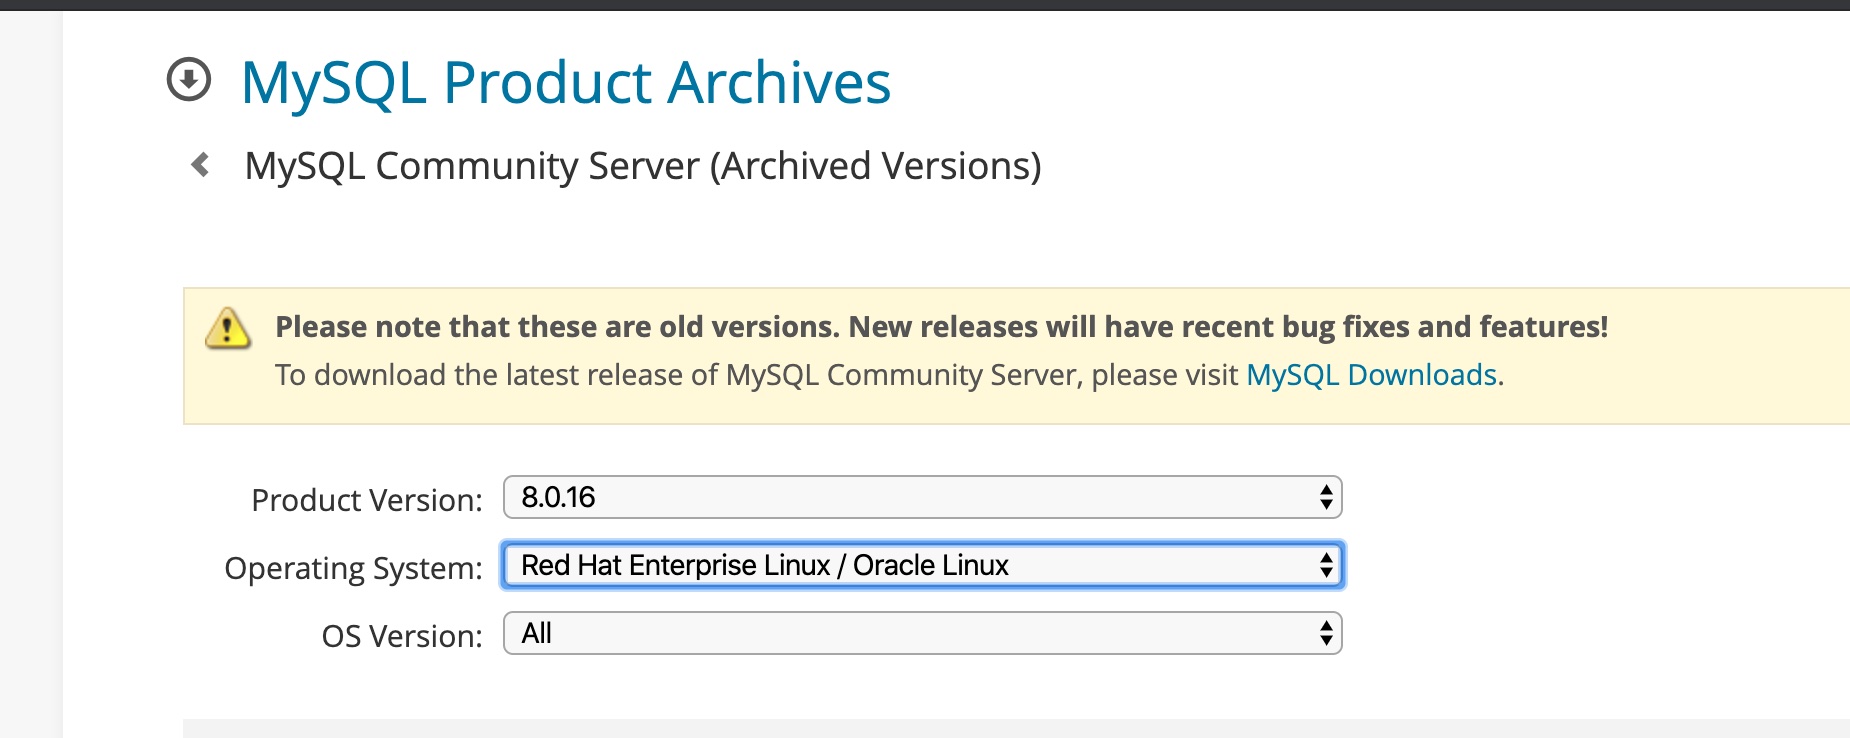 MySQL Product Archives
MySQL Community Server (Archived Versions)
Please note that these are old versions. New releases will have recent bug fixes and features!
To download the latest release of MySQL Community Server, please visit MySQL Downloads.
Product Version: 8.0.16
Operating System: Red Hat Enterprise Linux / Oracle Linux
OS Version: All